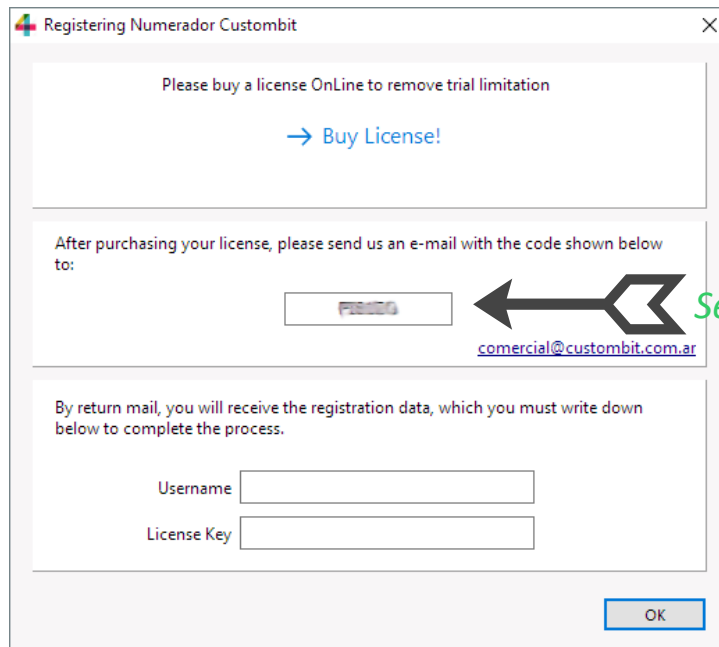 Registering Numerador Custombit
Please buy a license OnLine to remove trial limitation
→ Buy License!
After purchasing your license, please send us an e-mail with the code shown below
to:
Se
comercial@custombit.com.ar
By return mail, you will receive the registration data, which you must write down
below to complete the process.
Username
License Key
OK